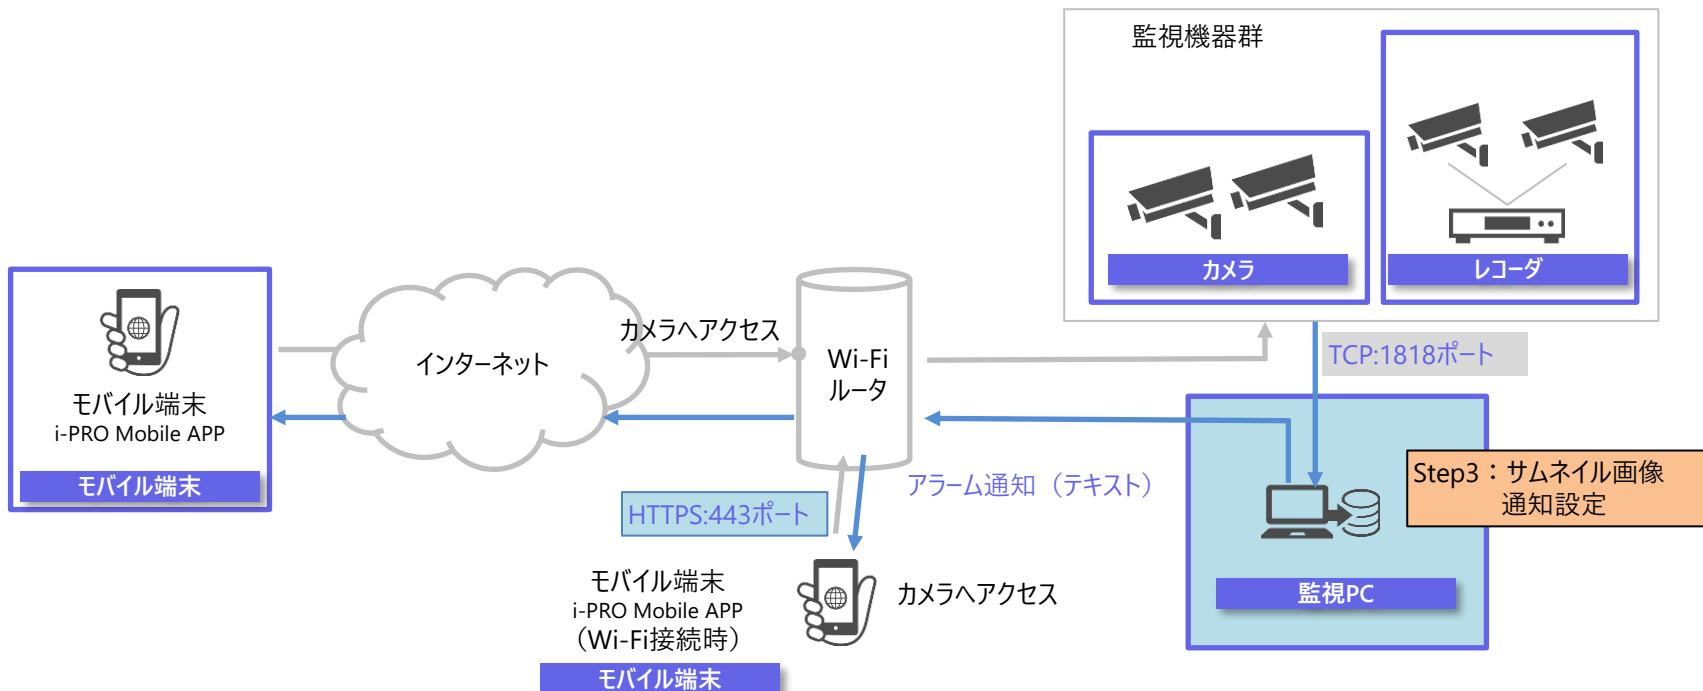 監視機器群
カメラ
レコーダ
カメラへアクセス
インターネット
Wi-Fi
ルータ
TCP:1818ポート
モバイル端末
i-PRO Mobile APP
モバイル端末
アラーム通知（テキスト）
HTTPS:443ポート
Step3：サムネイル画像
通知設定
監視PC
モバイル端末
i-PRO Mobile APP
（Wi-Fi接続時）
カメラへアクセス
モバイル端末